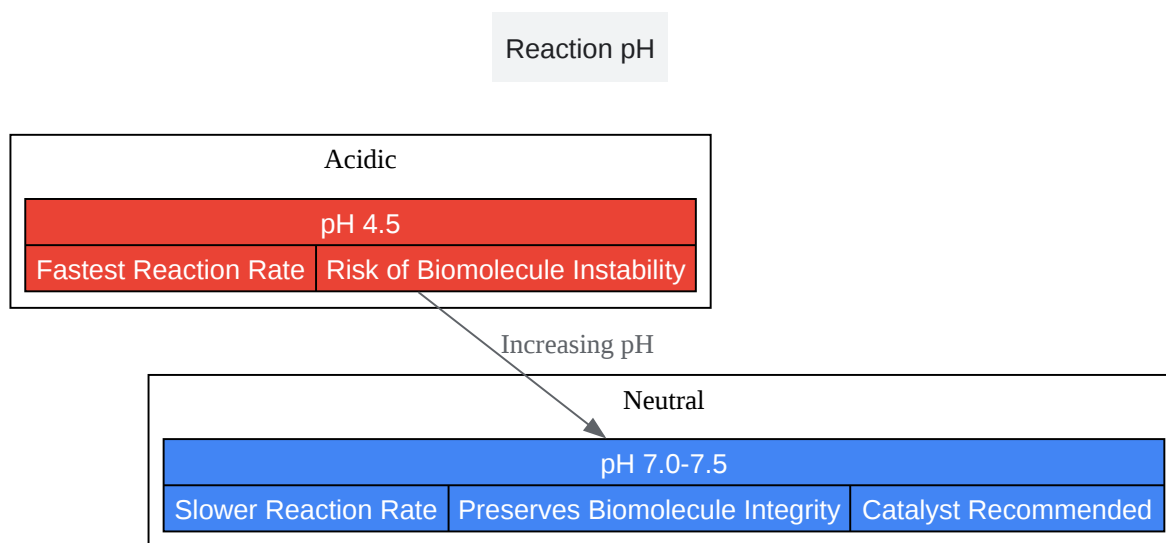 Reaction pH
Acidic
pH 4.5
Fastest Reaction Rate
Risk of Biomolecule Instability
Increasing pH
Neutral
pH 7.0-7.5
Slower Reaction Rate
Preserves Biomolecule Integrity
Catalyst Recommended